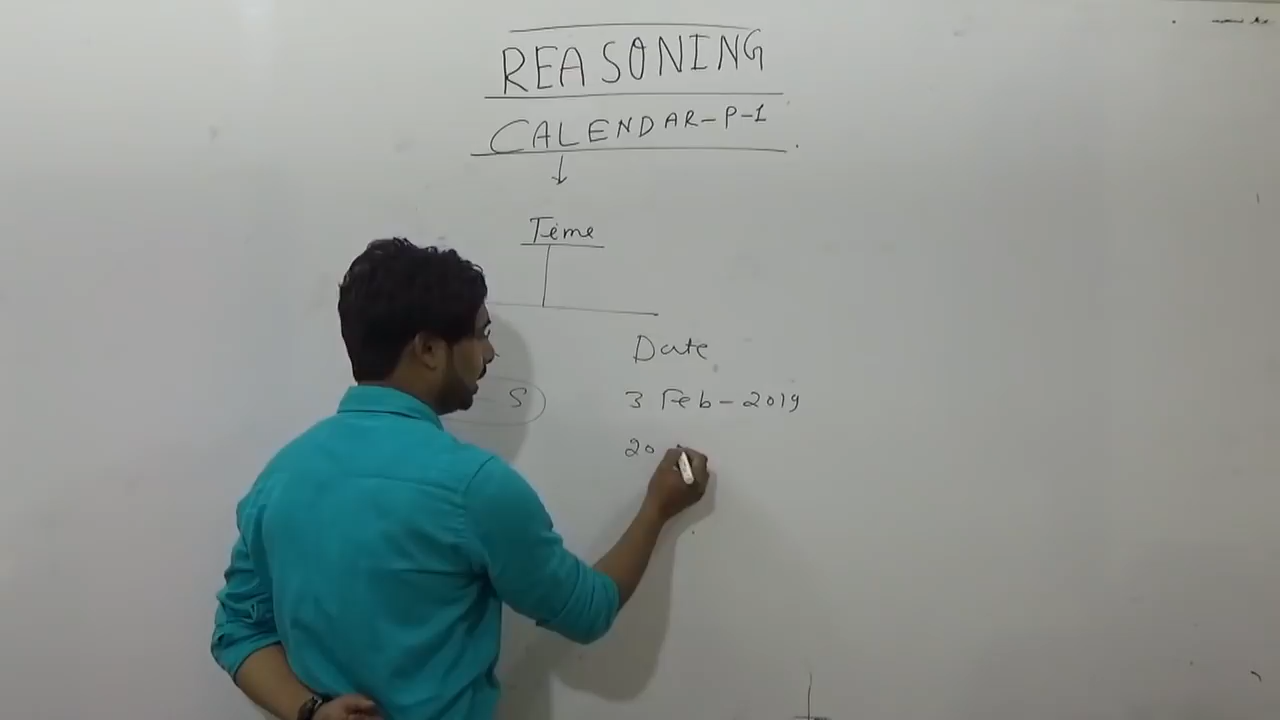 REASONING
CALENDAR-P-1
Time
Date
- S
3 Feb - 2019
20